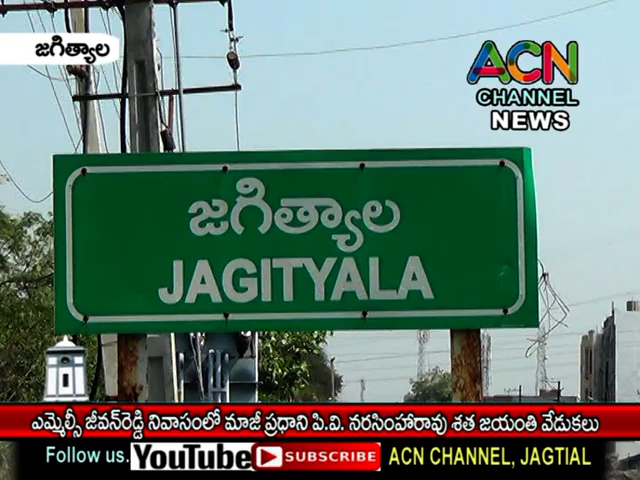 జగిత్యాల
ACN
CHANNEL
NEWS
జగిత్యాల
JAGITYALA
ఎమ్మెల్సీ జీవన్‌రెడ్డి నివాసంలో మాజీ ప్రధాని పి.వి. నరసింహారావు శత జయంతి వేడుకలు
Follow us. YouTube SUBSCRIBE ACN CHANNEL, JAGTIAL